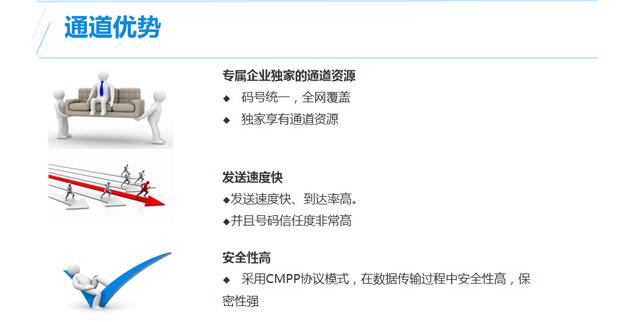 通道优势
专属企业独家的通道资源
◆ 码号统一，全网覆盖
◆ 独家享有通道资源
发送速度快
◆发送速度快、到达率高。
◆并且号码信任度非常高
安全性高
◆ 采用CMPP协议模式，在数据传输过程中安全性高，保
密性强